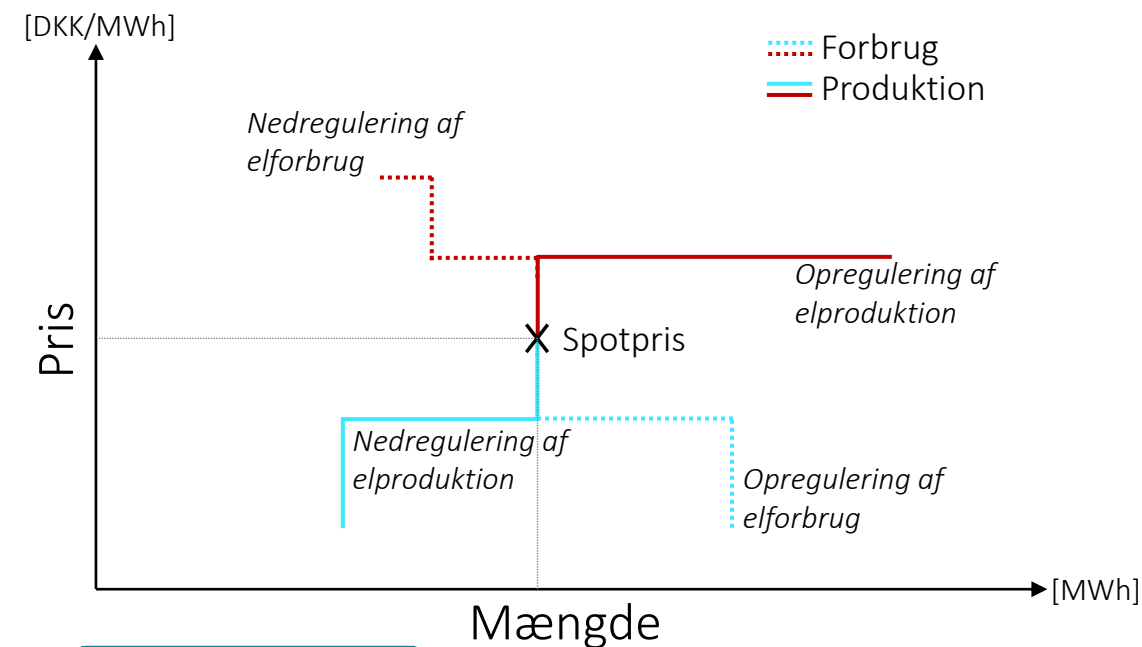 [DKK/MWh]
Forbrug
Produktion
Nedregulering af
elforbrug
Opregulering af
elproduktion
Pris
Spotpris
Nedregulering af
elproduktion
Opregulering af
elforbrug
[MWh]
Mængde